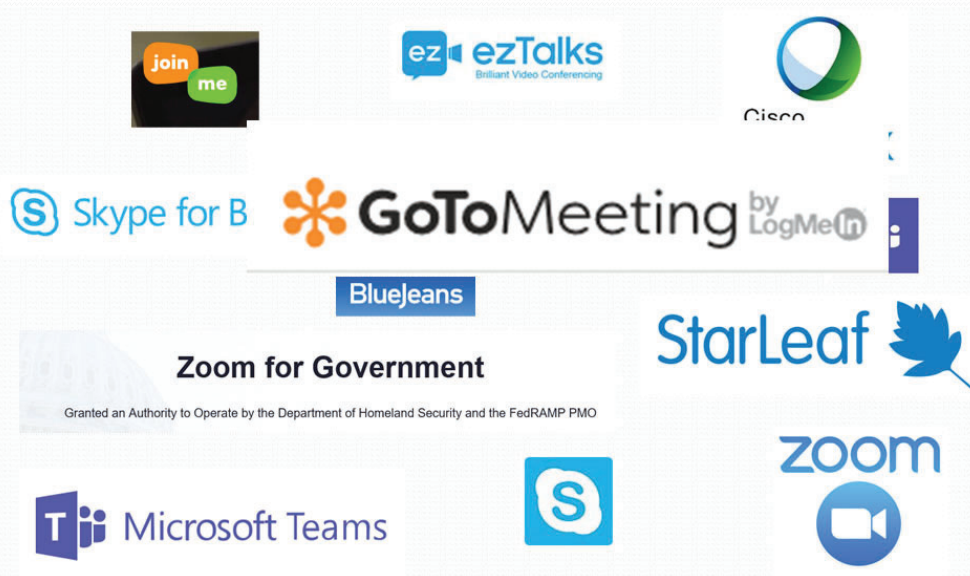 join
me
ez ezTalks
Brilliant Video Conferencing
Cisco
Skype for B
GoToMeeting by
LogMeIn
BlueJeans
StarLeaf
Zoom for Government
Granted an Authority to Operate by the Department of Homeland Security and the FedRAMP PMO
zoom
S
T Microsoft Teams